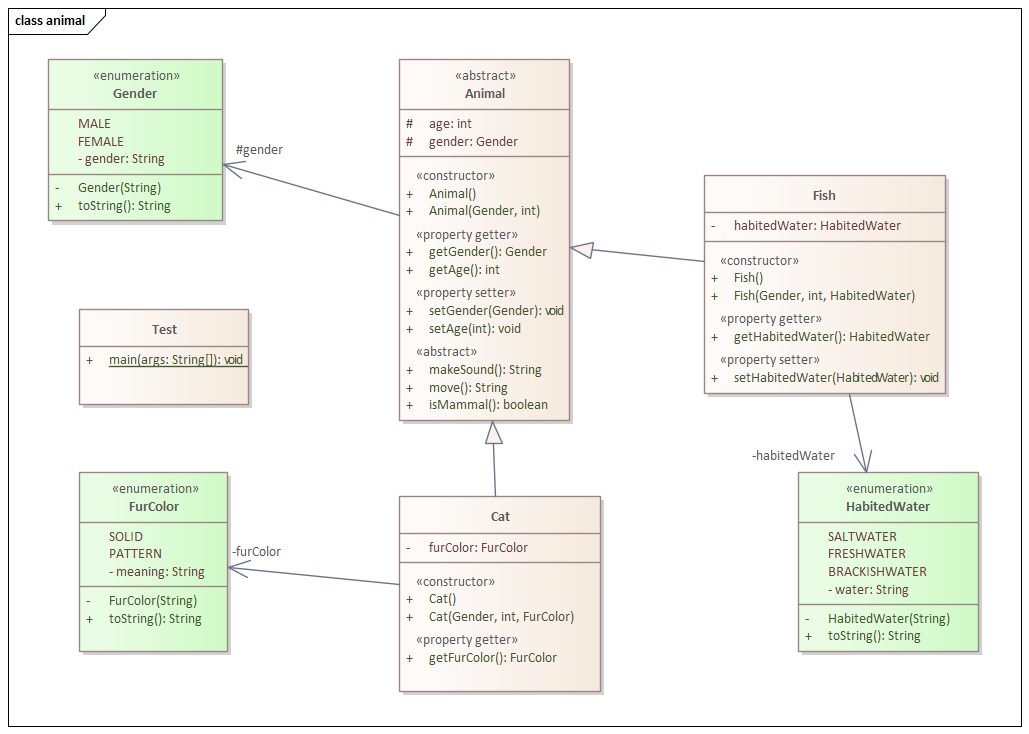 class animal
«enumeration»
Gender
MALE
FEMALE
- gender: String
- Gender(String)
+ toString(): String
#gender
«abstract»
Animal
# age: int
# gender: Gender
«constructor»
+ Animal()
+ Animal(Gender, int)
«property getter»
+ getGender(): Gender
+ getAge(): int
«property setter»
+ setGender(Gender): void
+ setAge(int): void
«abstract»
+ makeSound(): String
+ move(): String
+ isMammal(): boolean
Fish
- habitedWater: HabitedWater
«constructor»
+ Fish()
+ Fish(Gender, int, HabitedWater)
«property getter»
+ getHabitedWater(): HabitedWater
«property setter»
+ setHabitedWater(HabitedWater): void
Test
+ main(args: String[]): void
-habitedWater
«enumeration»
FurColor
SOLID
PATTERN
- meaning: String
- FurColor(String)
+ toString(): String
-furColor
Cat
- furColor: FurColor
«constructor»
+ Cat()
+ Cat(Gender, int, FurColor)
«property getter»
+ getFurColor(): FurColor
«enumeration»
HabitedWater
SALTWATER
FRESHWATER
BRACKISHWATER
- water: String
- HabitedWater(String)
+ toString(): String